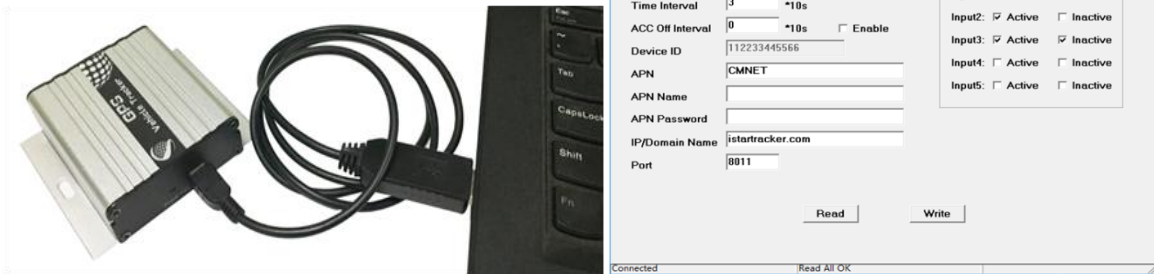 GPS
Vehicle Tracker
Esc
~
Tab
CapsLock
Shift
Fn
Time Interval 3 *10s
ACC Off Interval 0 *10s Enable
Device ID 112233445566
APN CMNET
APN Name
APN Password
IP/Domain Name istartracker.com
Port 8011
Input2: Active Inactive
Input3: Active Inactive
Input4: Active Inactive
Input5: Active Inactive
Read Write
Connected Read All OK